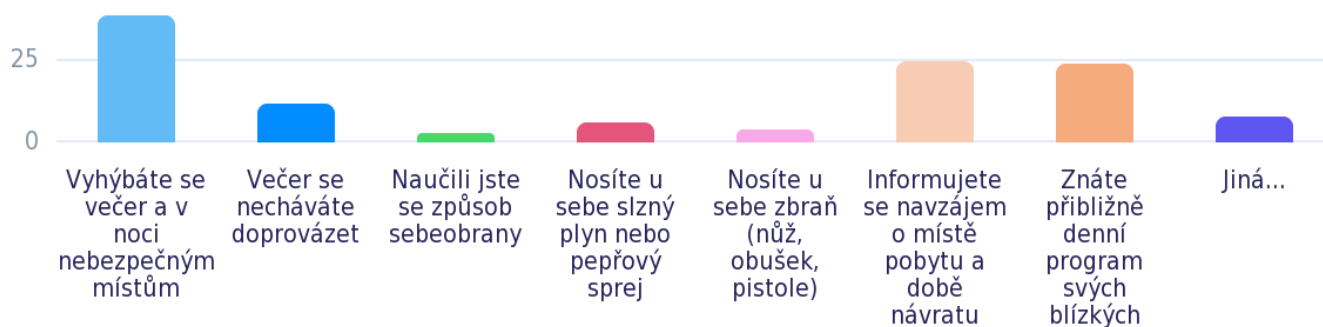 25
0
Vyhýbáte se
večer a v
noci
nebezpečným
místům
Večer se
necháváte
doprovázet
Naučili jste
se způsob
sebeobrany
Nosíte u
sebe slzný
plyn nebo
pepřový
sprej
Nosíte u
sebe zbraň
(nůž,
obušek,
pistole)
Informujete
se navzájem
o místě
pobytu a
době
návratu
Znáte
přibližně
denní
program
svých
blízkých
Jiná...